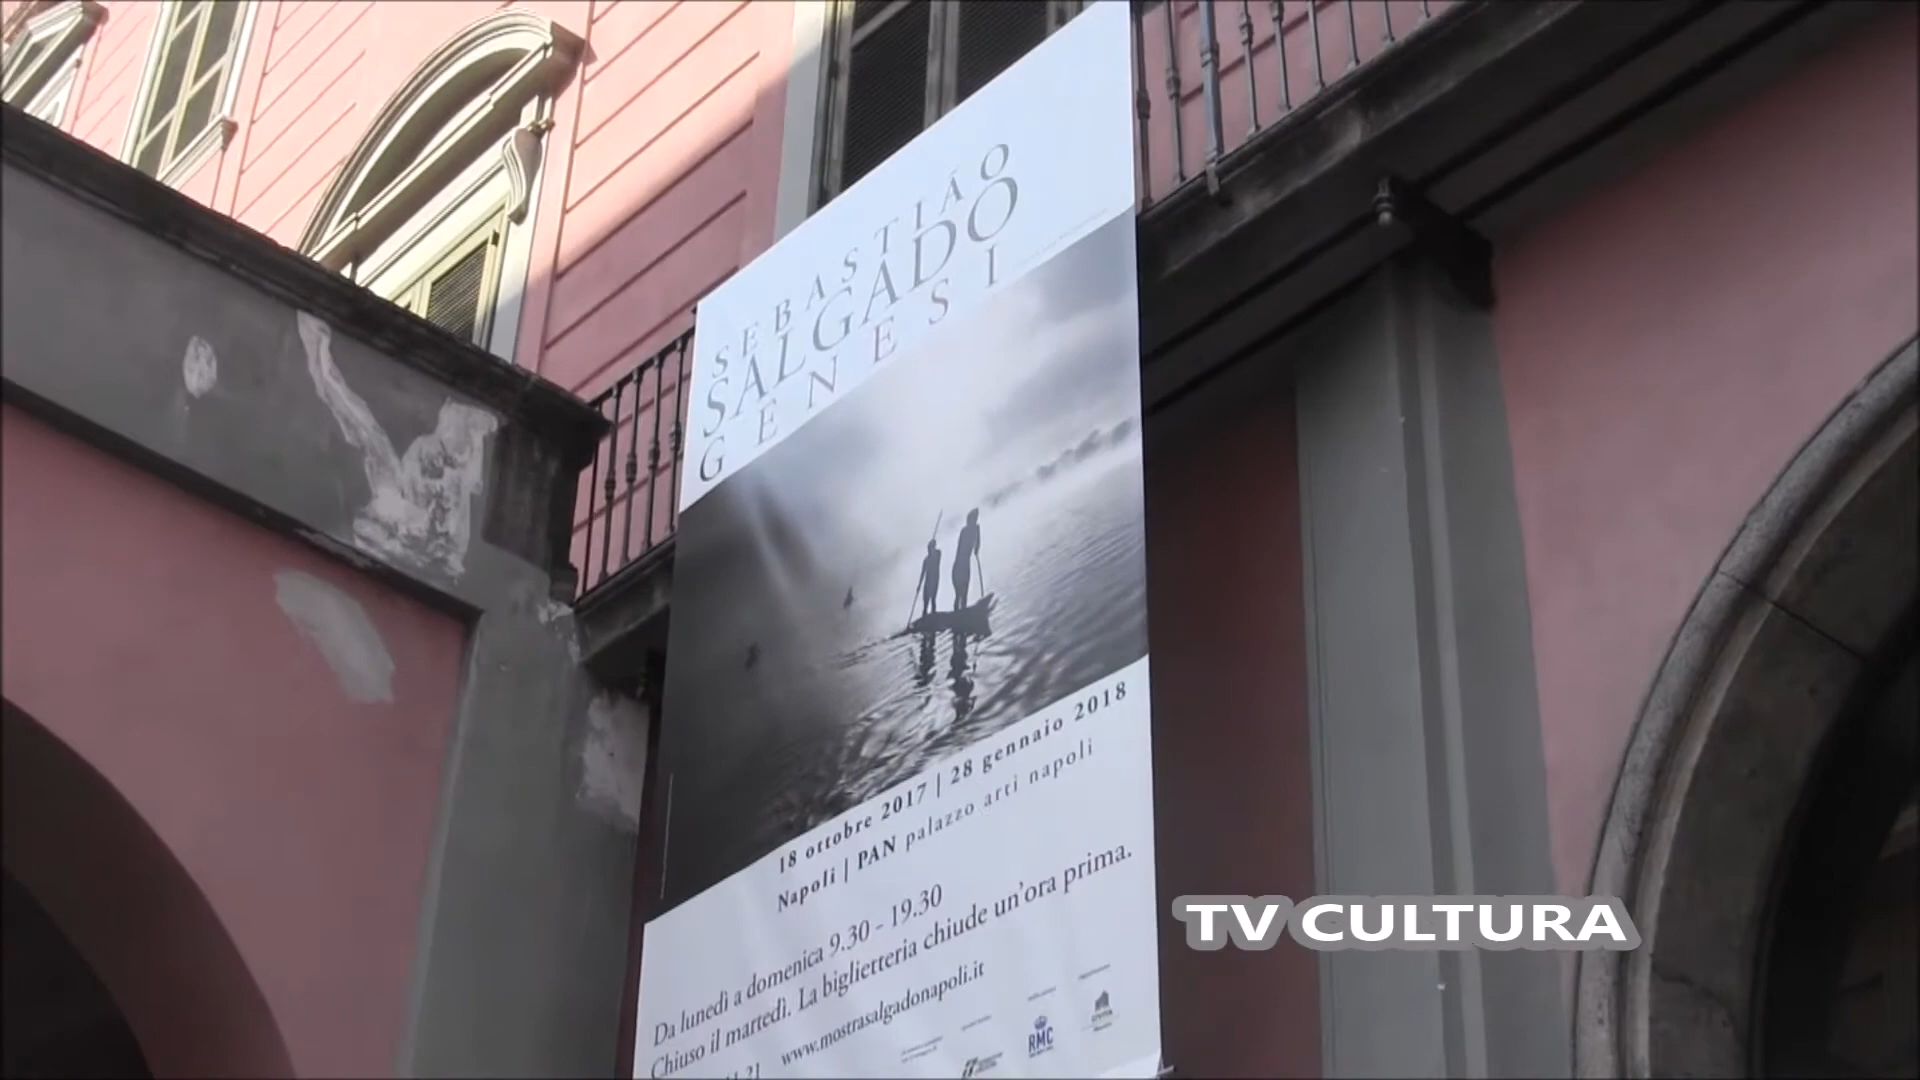 SEBASTIÃO
SALGADO
GENESI
18 ottobre 2017 | 28 gennaio 2018
Napoli | PAN palazzo arti napoli
Da lunedì a domenica 9.30 - 19.30
Chiuso il martedì. La biglietteria chiude un'ora prima.
www.mostrasalgadonapoli.it
RMC
TV CULTURA